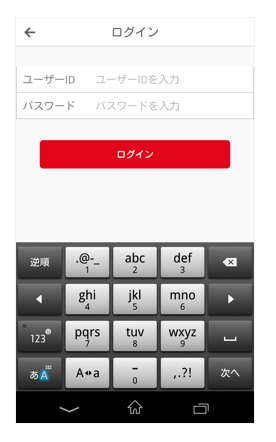 ログイン
ユーザーID ユーザーIDを入力
パスワード パスワードを入力
ログイン
逆順 .@-_ 1 abc 2 def 3
ghi 4 jkl 5 mno 6
123 pqrs 7 tuv 8 wxyz 9
あA A⇔a - 0 ,.?! 次へ